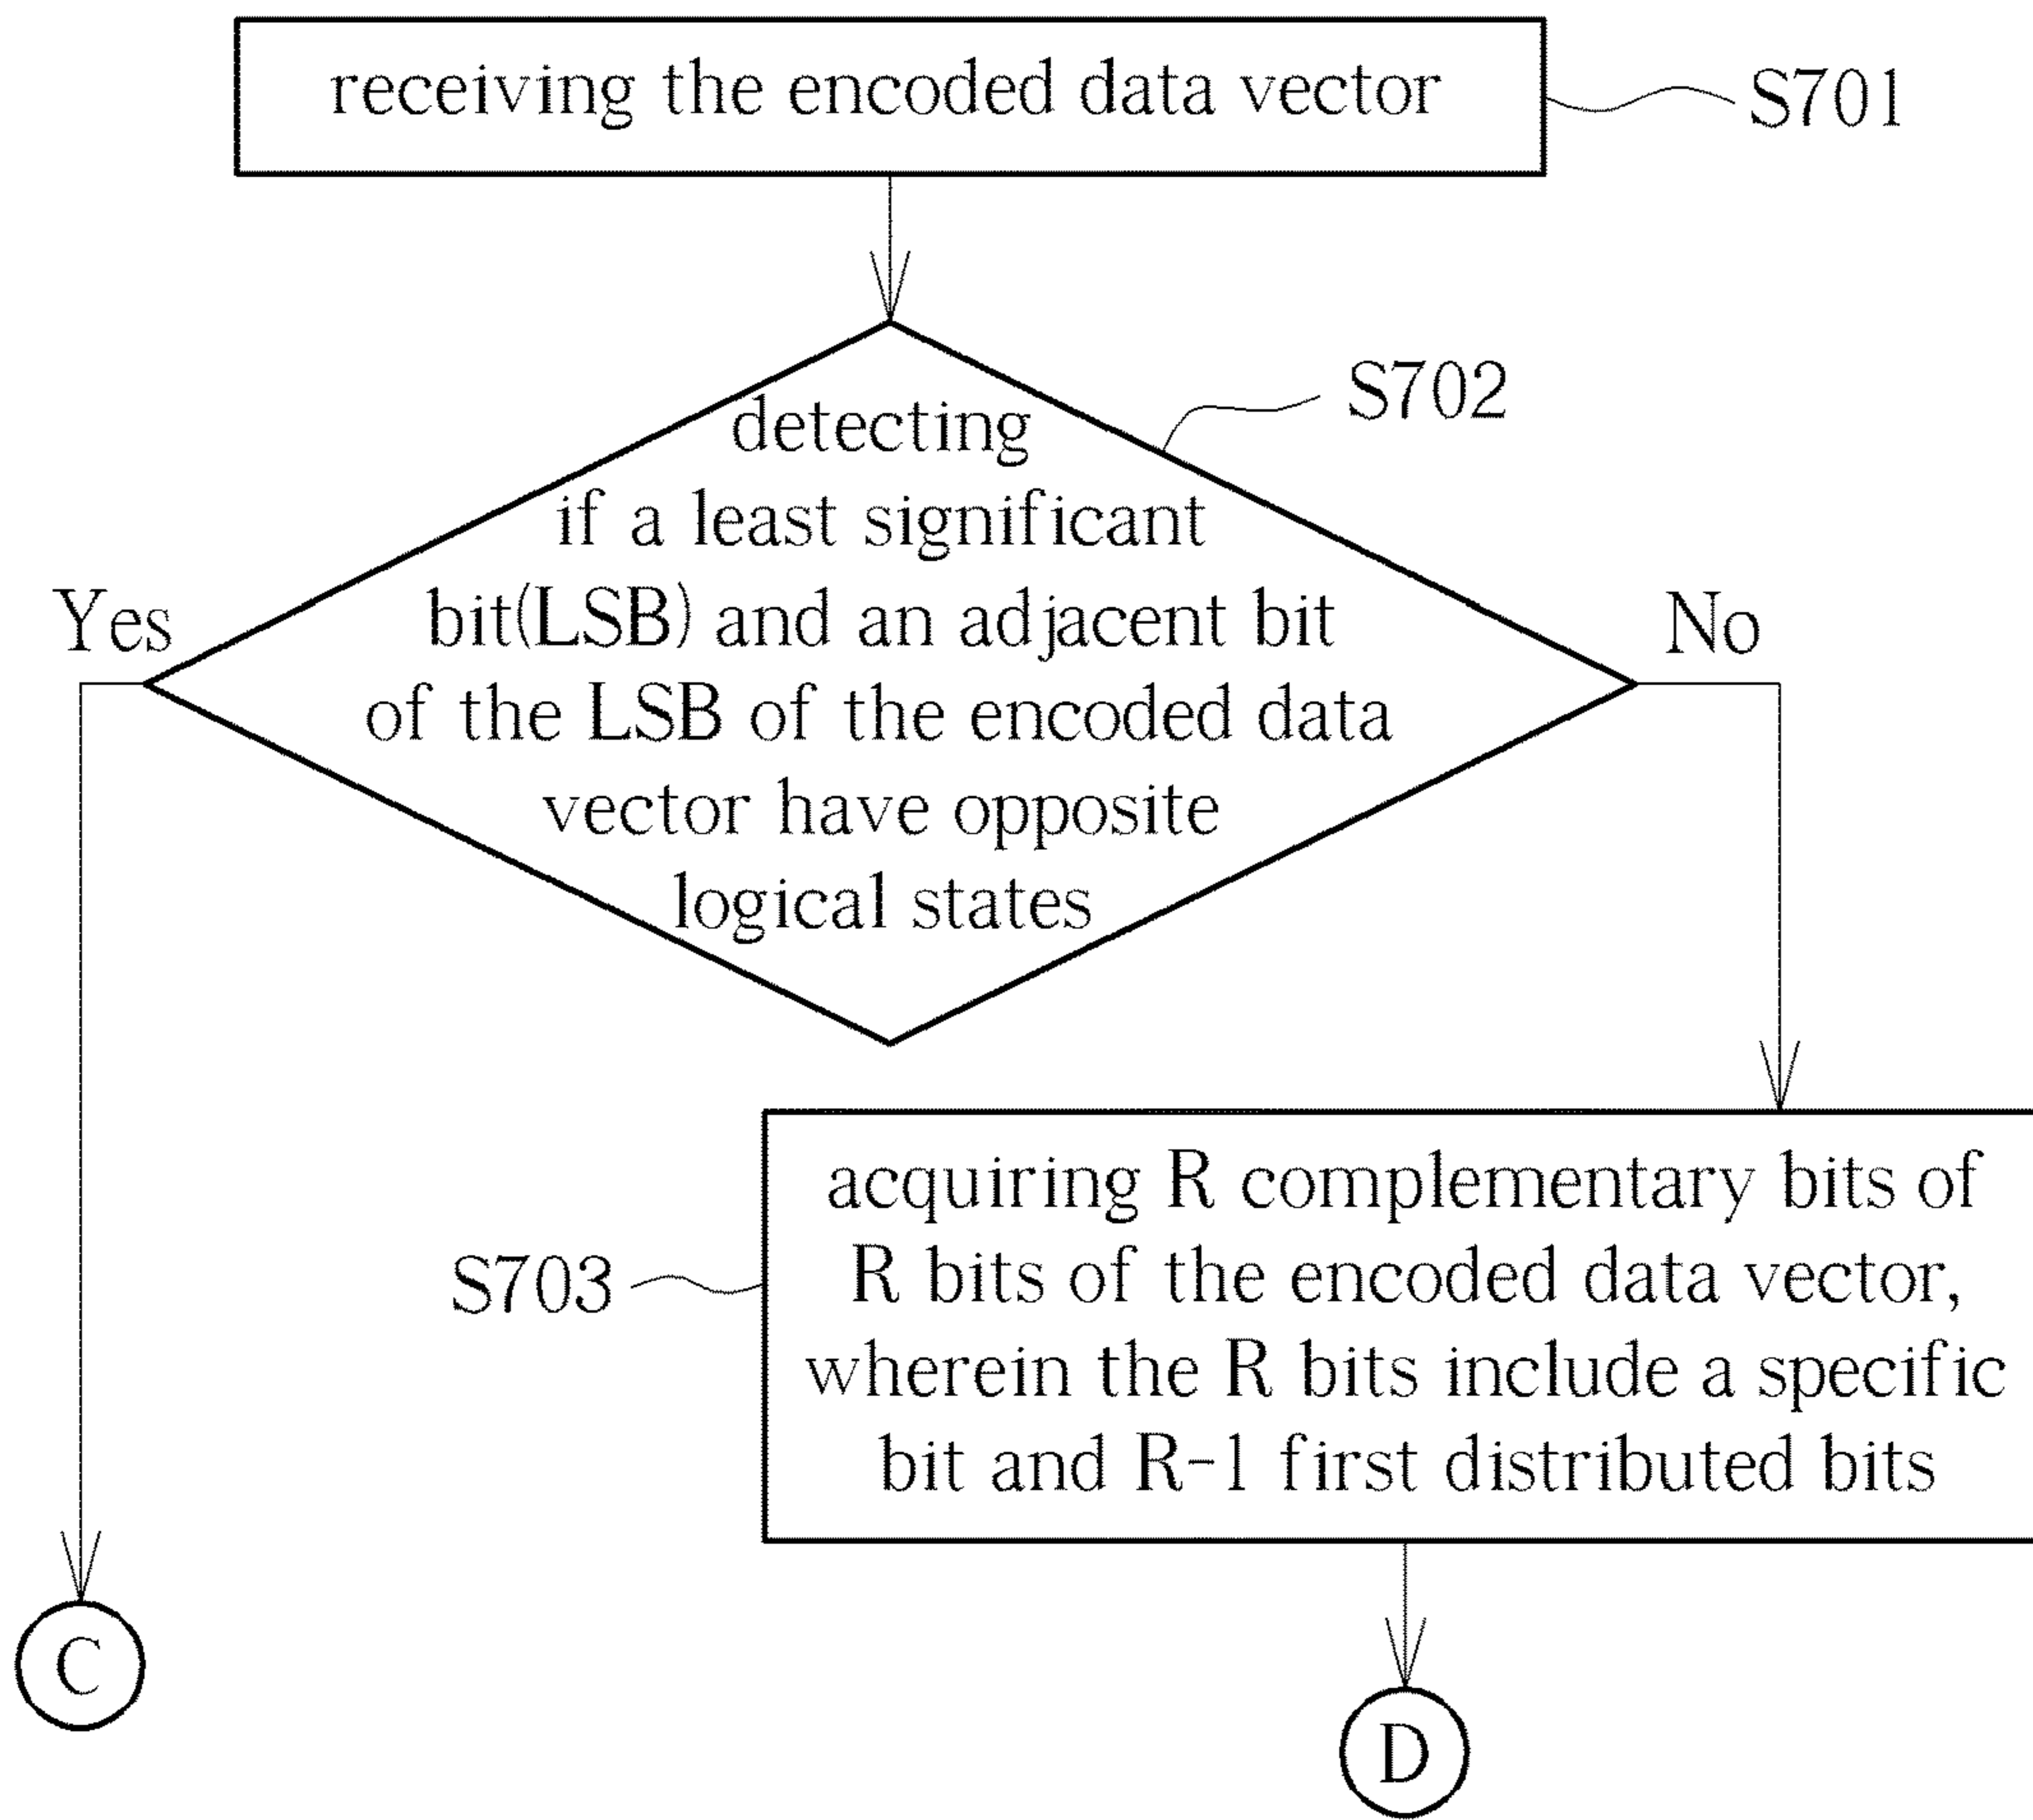 receiving the encoded data vector
S701
S702
detecting
if a least significant
bit(LSB) and an adjacent bit
of the LSB of the encoded data
vector have opposite
logical states
Yes
No
S703
acquiring R complementary bits of
R bits of the encoded data vector,
wherein the R bits include a specific
bit and R-1 first distributed bits
C
D